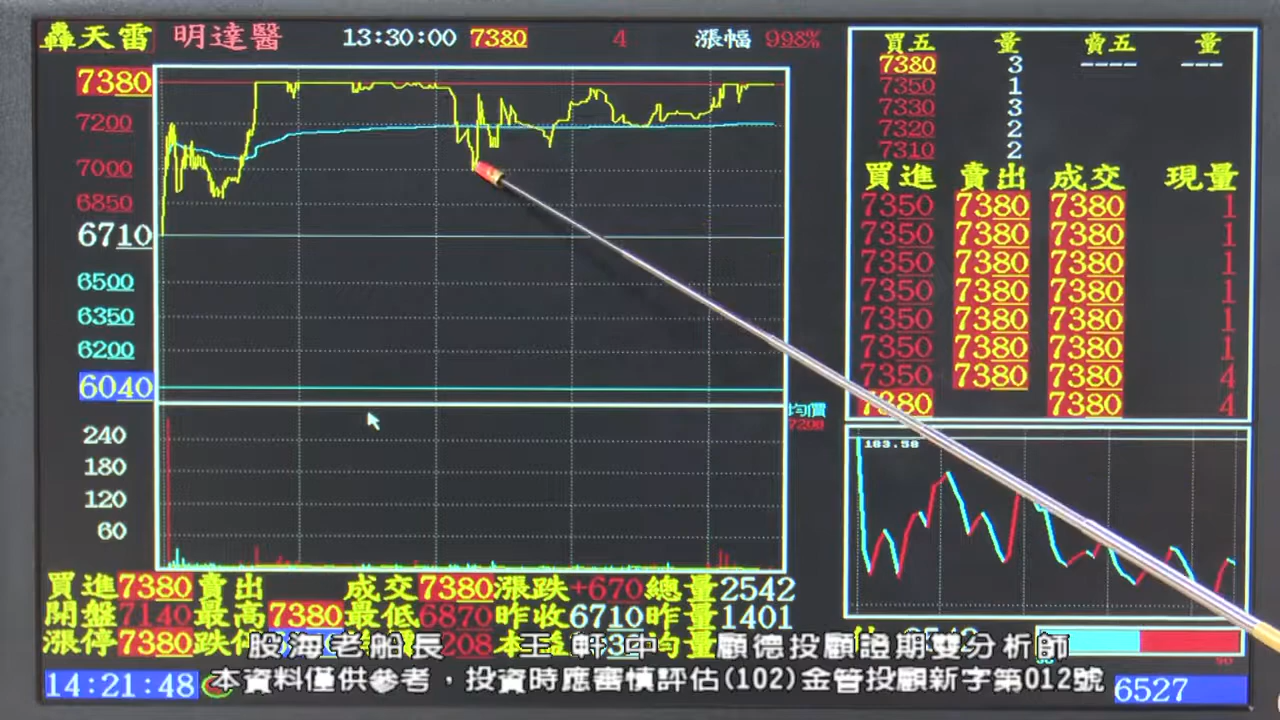 轟天雷 明達醫 13:30:00 7380 4 漲幅 998%
7380
7200
7000
6850
6710
6500
6350
6200
6040
240
180
120
60
均價
7200
買五 量 賣五 量
7380 3 ---- ---
7350 1
7330 3
7320 2
7310 2
買進 賣出 成交 現量
7350 7380 7380 1
7350 7380 7380 1
7350 7380 7380 1
7350 7380 7380 1
7350 7380 7380 1
7350 7380 7380 1
7350 7380 7380 4
7380 7380 4
183.58
買進7380賣出 成交7380漲跌+670總量2542
開盤7140最高7380最低6870昨收6710昨量1401
漲停7380跌
股海老船長 王軒中 顧德投顧證期雙分析師
本資料僅供參考，投資時應審慎評估(102)金管投顧新字第012號
14:21:48
6527